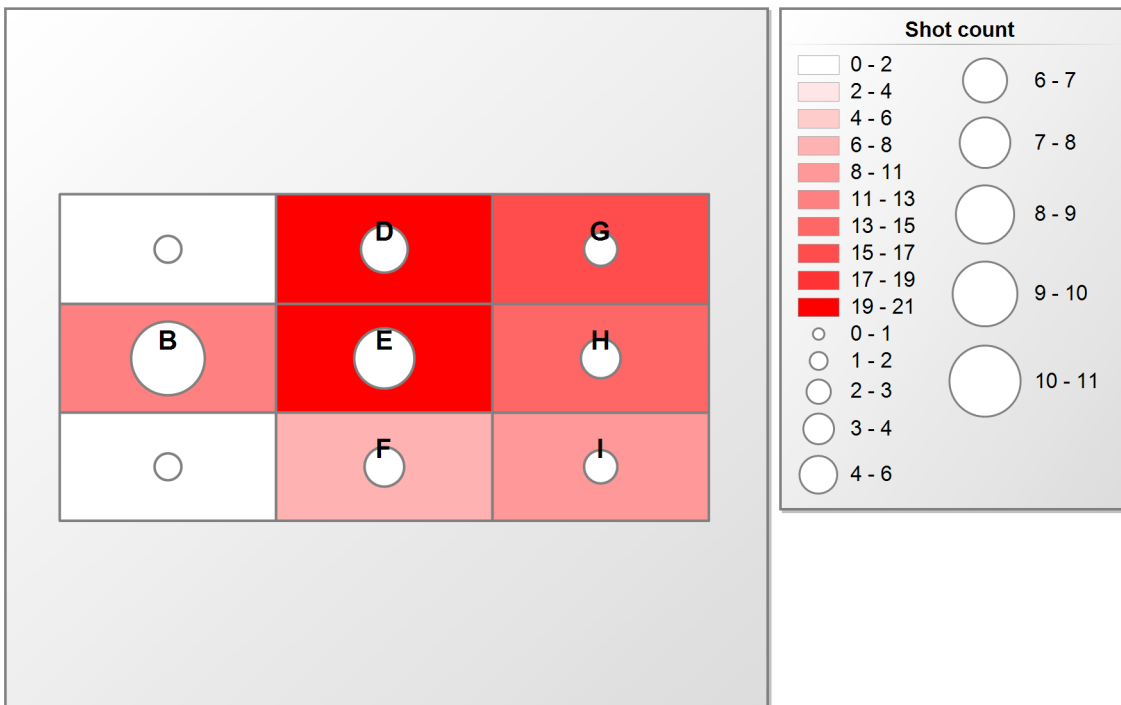 Shot count
0 - 2
2 - 4
4 - 6
6 - 8
8 - 11
11 - 13
13 - 15
15 - 17
17 - 19
19 - 21
0 - 1
1 - 2
2 - 3
3 - 4
4 - 6
6 - 7
7 - 8
8 - 9
9 - 10
10 - 11
D
G
B
E
H
F
I